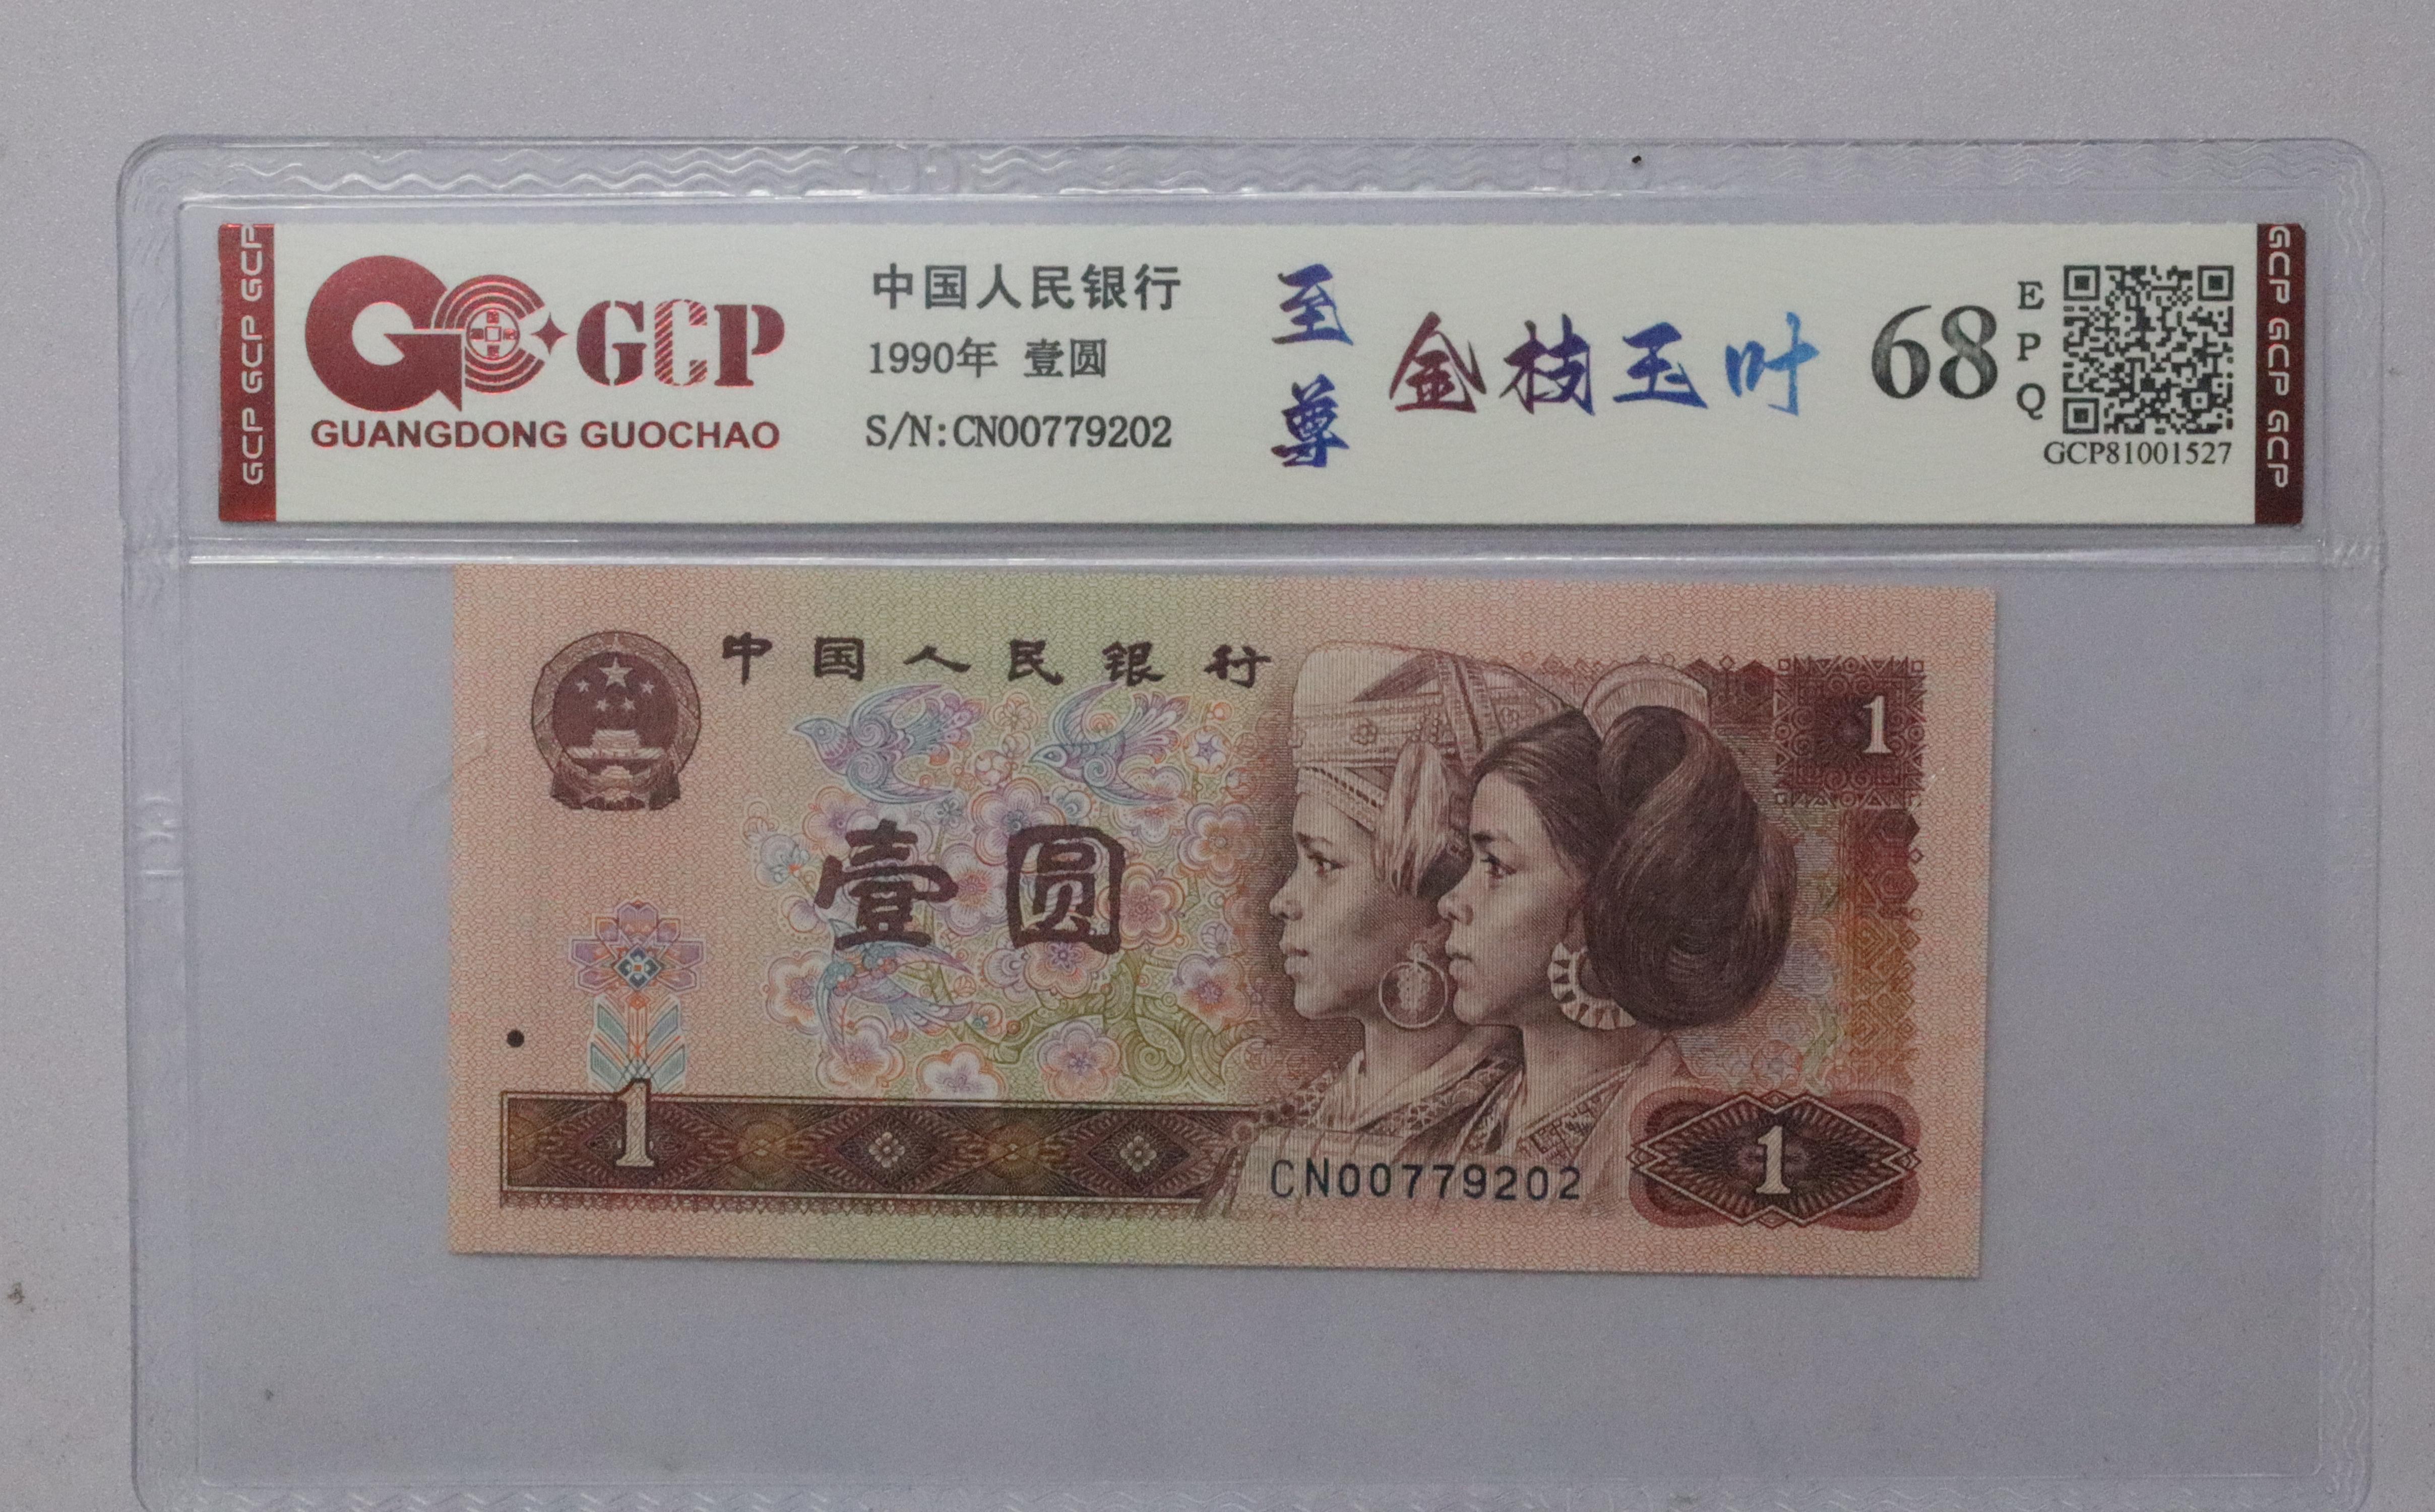 GCP GCP GCP
GCP
GUANGDONG GUOCHAO
中国人民银行
1990年 壹圆
S/N:CN00779202
至尊
金枝玉叶
68
EPQ
GCP81001527
GCP GCP GCP
中国人民银行
1
壹圆
1
CN00779202
1